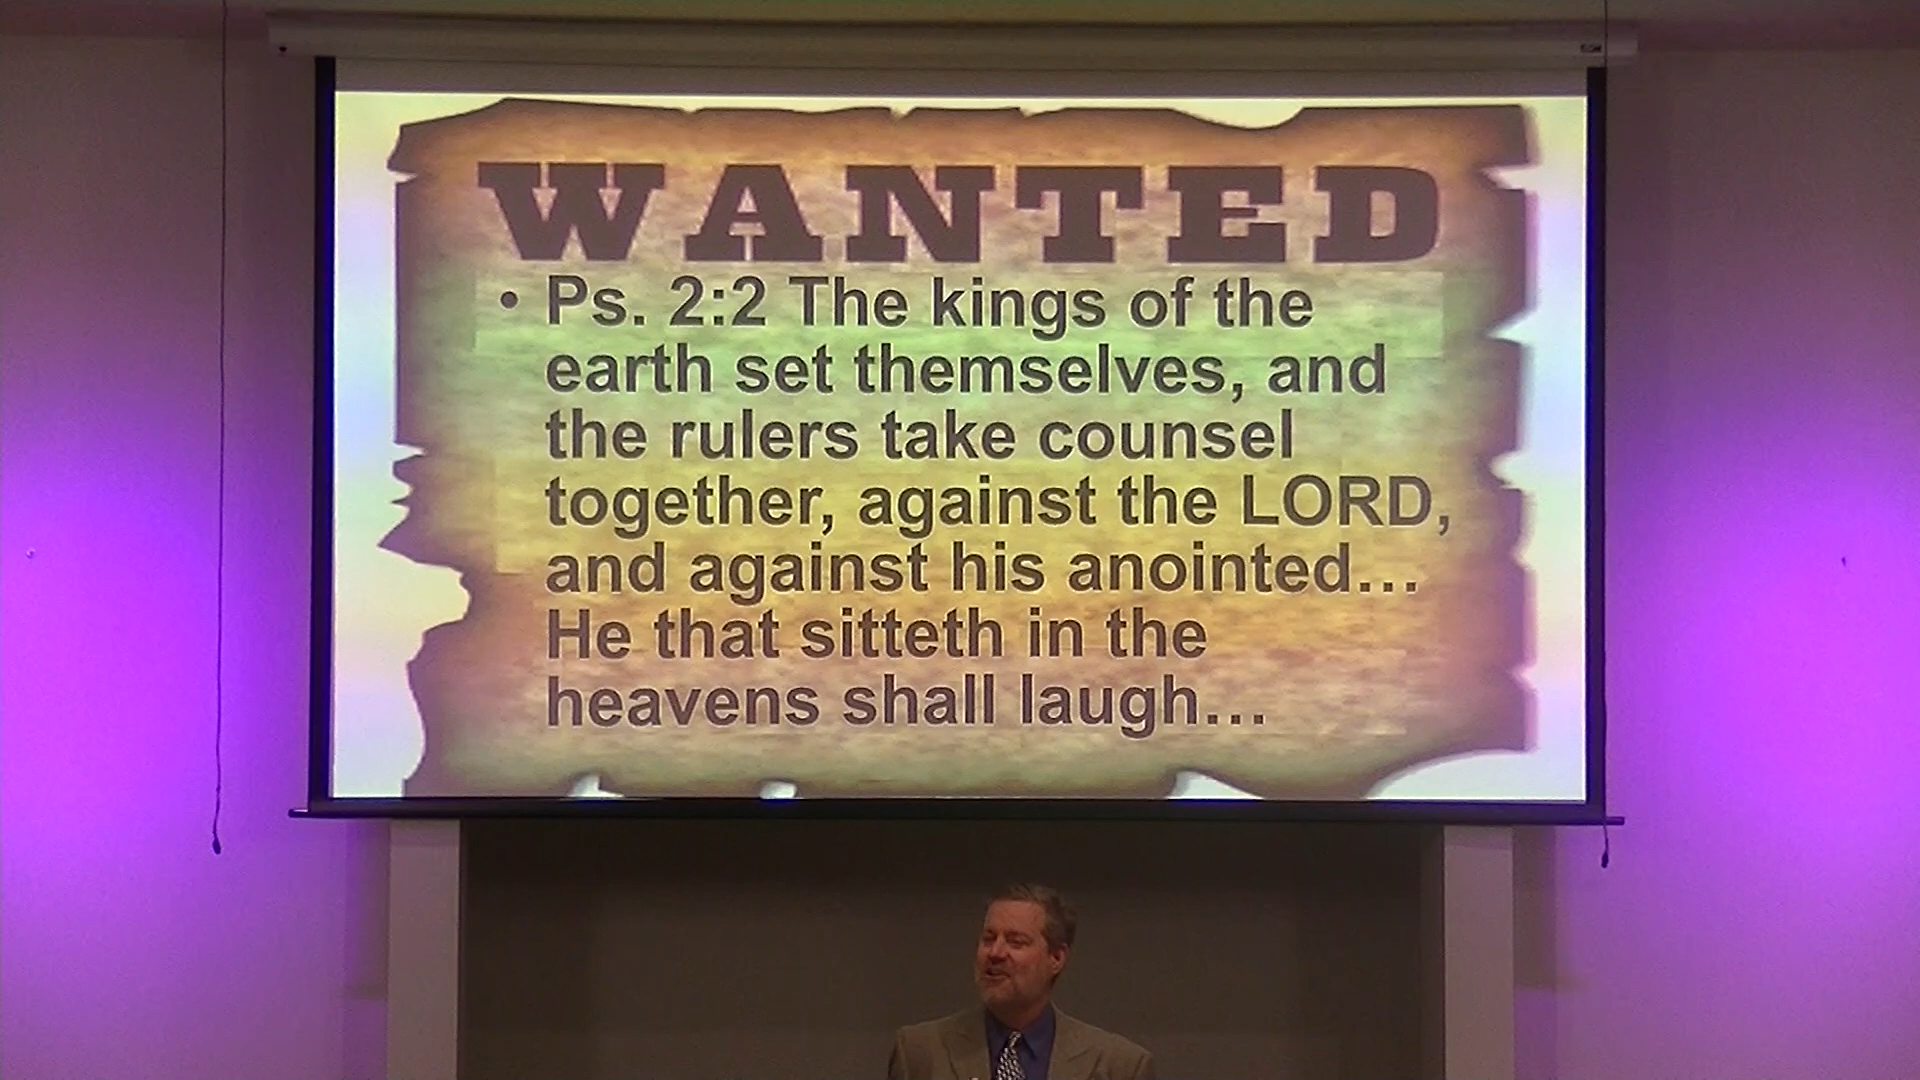 WANTED
• Ps. 2:2 The kings of the
earth set themselves, and
the rulers take counsel
together, against the LORD,
and against his anointed…
He that sitteth in the
heavens shall laugh…